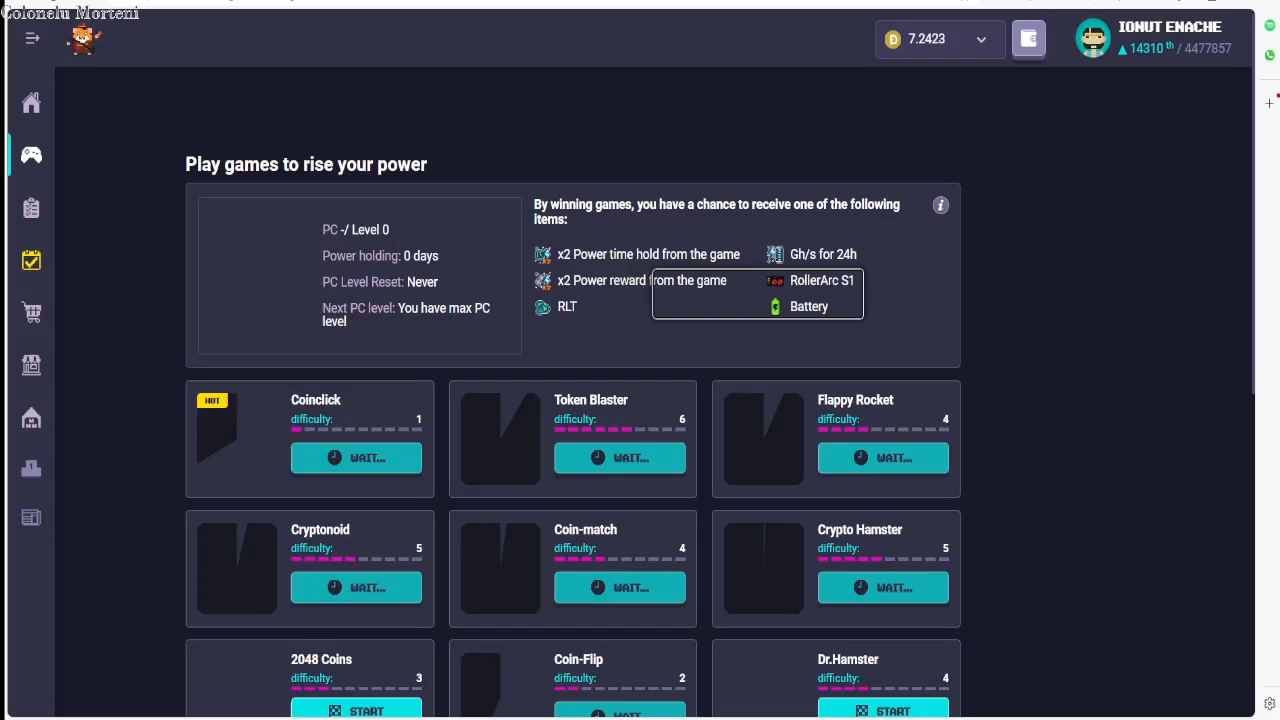 Colonelu Morteni
7.2423
IONUT ENACHE
14310 th / 4477857
Play games to rise your power
PC -/ Level 0
Power holding: 0 days
PC Level Reset: Never
Next PC level: You have max PC
level
By winning games, you have a chance to receive one of the following
items:
x2 Power time hold from the game
Gh/s for 24h
x2 Power reward from the game
RollerArc S1
RLT
Battery
HOT
Coinclick
difficulty: 1
WAIT...
Token Blaster
difficulty: 6
WAIT...
Flappy Rocket
difficulty: 4
WAIT...
Cryptonoid
difficulty: 5
WAIT...
Coin-match
difficulty: 4
WAIT...
Crypto Hamster
difficulty: 5
WAIT...
2048 Coins
difficulty: 3
START
Coin-Flip
difficulty: 2
WAIT...
Dr.Hamster
difficulty: 4
START